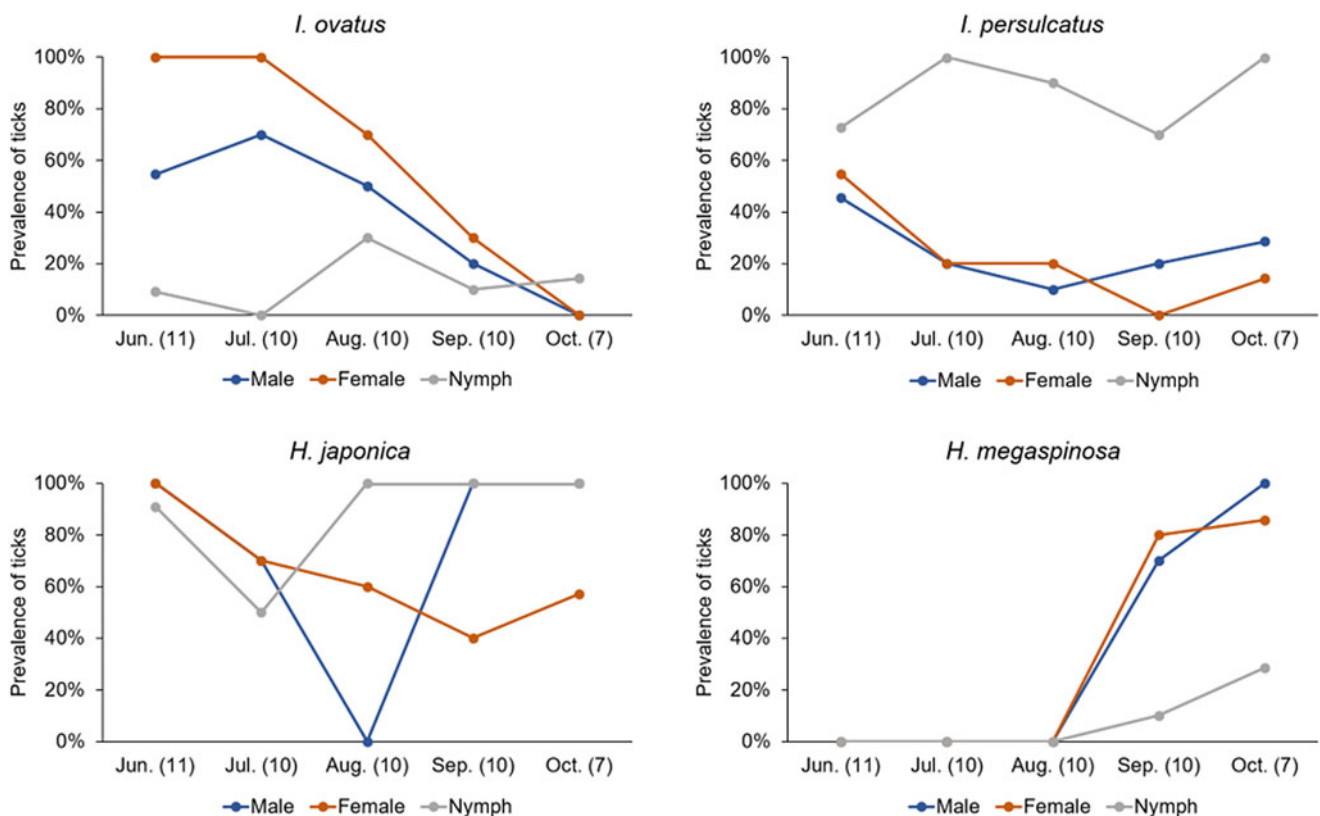 I. ovatus
Prevalence of ticks
100%
80%
60%
40%
20%
0%
Jun. (11) Jul. (10) Aug. (10) Sep. (10) Oct. (7)
Male Female Nymph
I. persulcatus
Prevalence of ticks
100%
80%
60%
40%
20%
0%
Jun. (11) Jul. (10) Aug. (10) Sep. (10) Oct. (7)
Male Female Nymph
H. japonica
Prevalence of ticks
100%
80%
60%
40%
20%
0%
Jun. (11) Jul. (10) Aug. (10) Sep. (10) Oct. (7)
Male Female Nymph
H. megaspinosa
Prevalence of ticks
100%
80%
60%
40%
20%
0%
Jun. (11) Jul. (10) Aug. (10) Sep. (10) Oct. (7)
Male Female Nymph